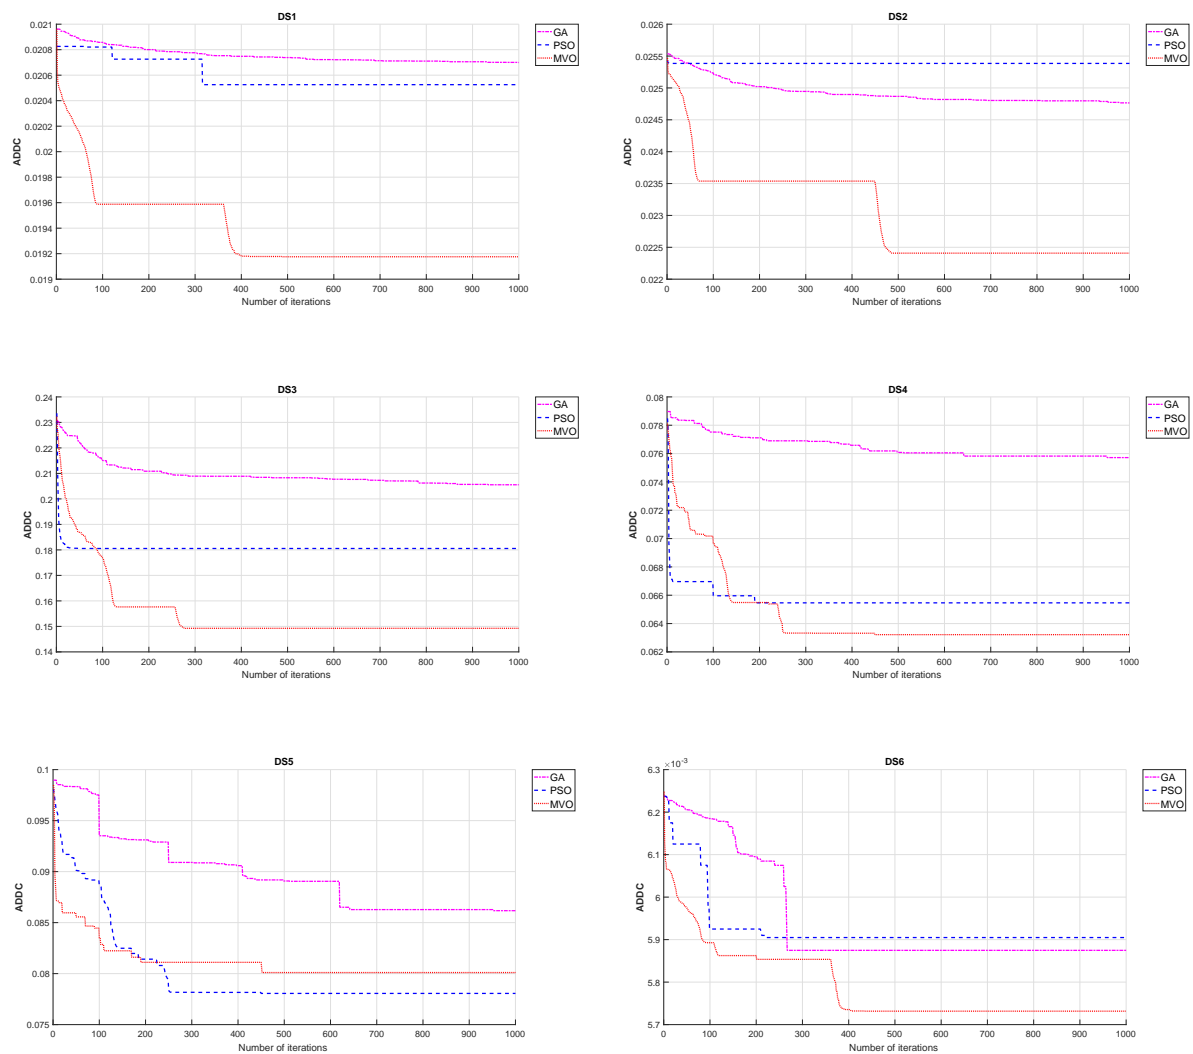 DS1
ADDC
0.021
0.0208
0.0206
0.0204
0.0202
0.02
0.0198
0.0196
0.0194
0.0192
0.019
0 100 200 300 400 500 600 700 800 900 1000
Number of iterations
GA
PSO
MVO
DS2
ADDC
0.026
0.0255
0.025
0.0245
0.024
0.0235
0.023
0.0225
0.022
0 100 200 300 400 500 600 700 800 900 1000
Number of iterations
GA
PSO
MVO
DS3
ADDC
0.24
0.23
0.22
0.21
0.2
0.19
0.18
0.17
0.16
0.15
0.14
0 100 200 300 400 500 600 700 800 900 1000
Number of iterations
GA
PSO
MVO
DS4
ADDC
0.08
0.078
0.076
0.074
0.072
0.07
0.068
0.066
0.064
0.062
0 100 200 300 400 500 600 700 800 900 1000
Number of iterations
GA
PSO
MVO
DS5
ADDC
0.1
0.095
0.09
0.085
0.08
0.075
0 100 200 300 400 500 600 700 800 900 1000
Number of iterations
GA
PSO
MVO
DS6
×10⁻³
ADDC
6.3
6.2
6.1
6
5.9
5.8
5.7
0 100 200 300 400 500 600 700 800 900 1000
Number of iterations
GA
PSO
MVO